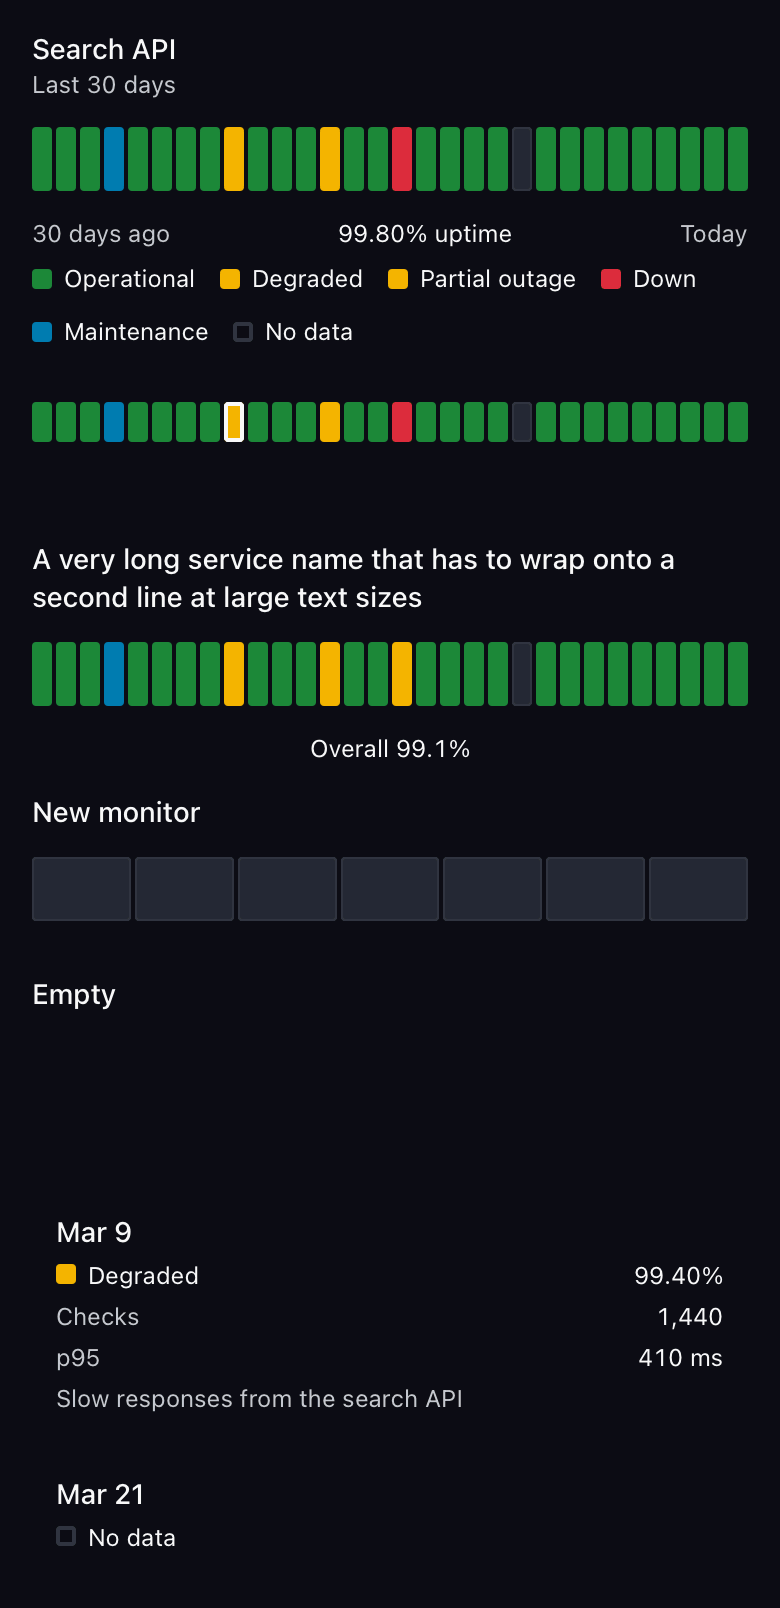 Search API
Last 30 days
30 days ago 99.80% uptime Today
Operational Degraded Partial outage Down
Maintenance No data
A very long service name that has to wrap onto a
second line at large text sizes
Overall 99.1%
New monitor
Empty
Mar 9
Degraded 99.40%
Checks 1,440
p95 410 ms
Slow responses from the search API
Mar 21
No data